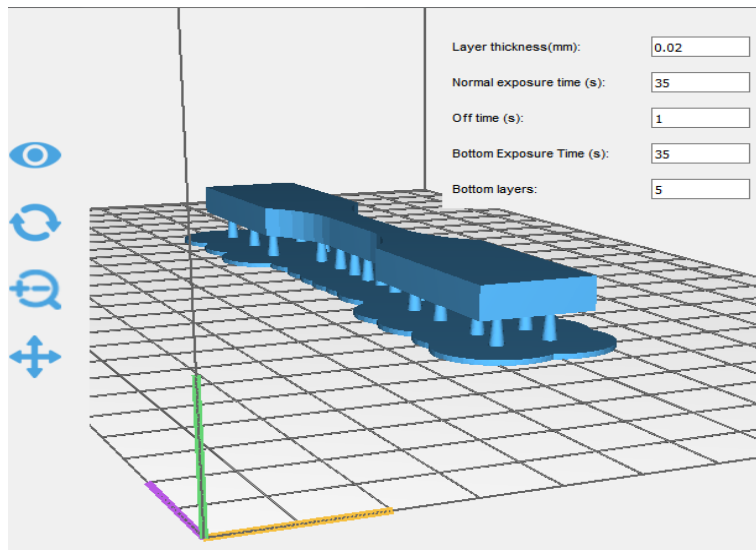 Layer thickness(mm): 0.02
Normal exposure time (s): 35
Off time (s): 1
Bottom Exposure Time (s): 35
Bottom layers: 5